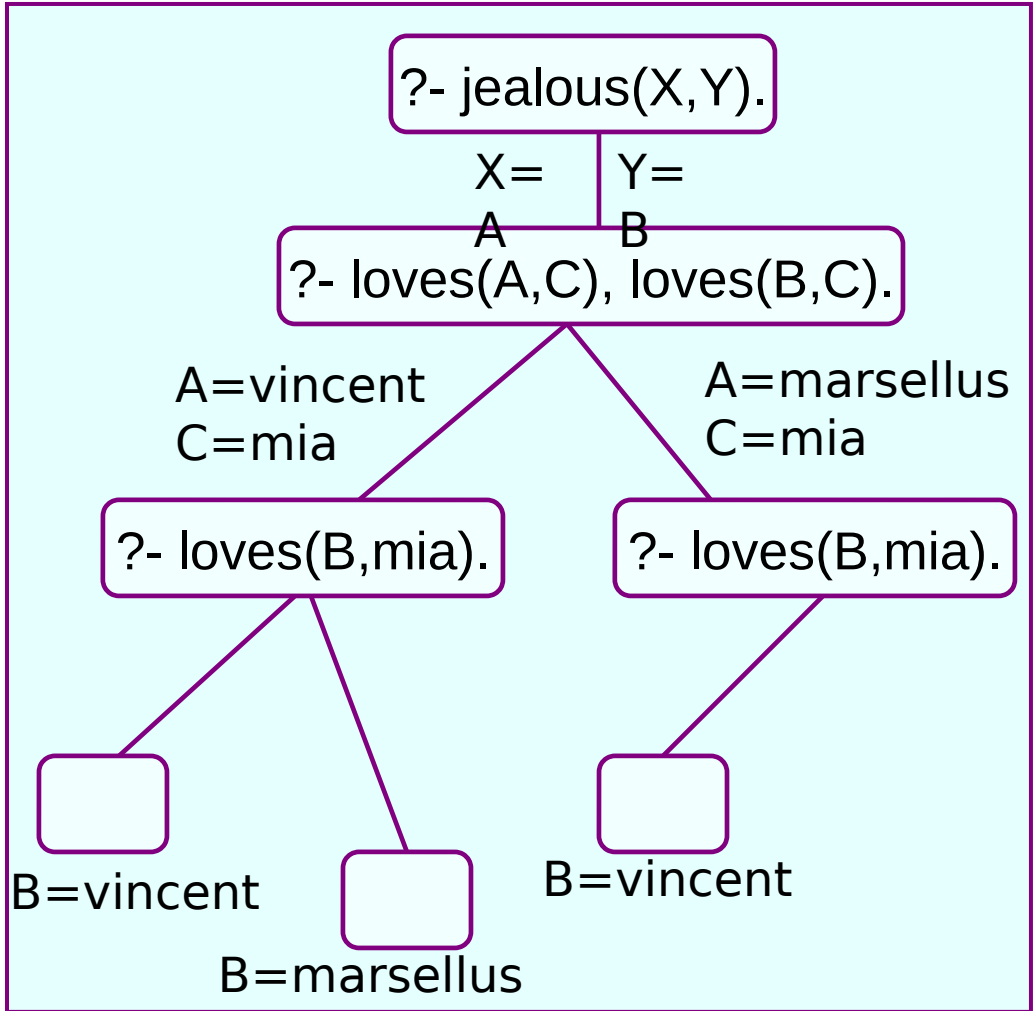 ?- jealous(X,Y).
X= Y=
A B
?- loves(A,C), loves(B,C).
A=vincent
C=mia
A=marsellus
C=mia
?- loves(B,mia).
?- loves(B,mia).
B=vincent
B=marsellus
B=vincent